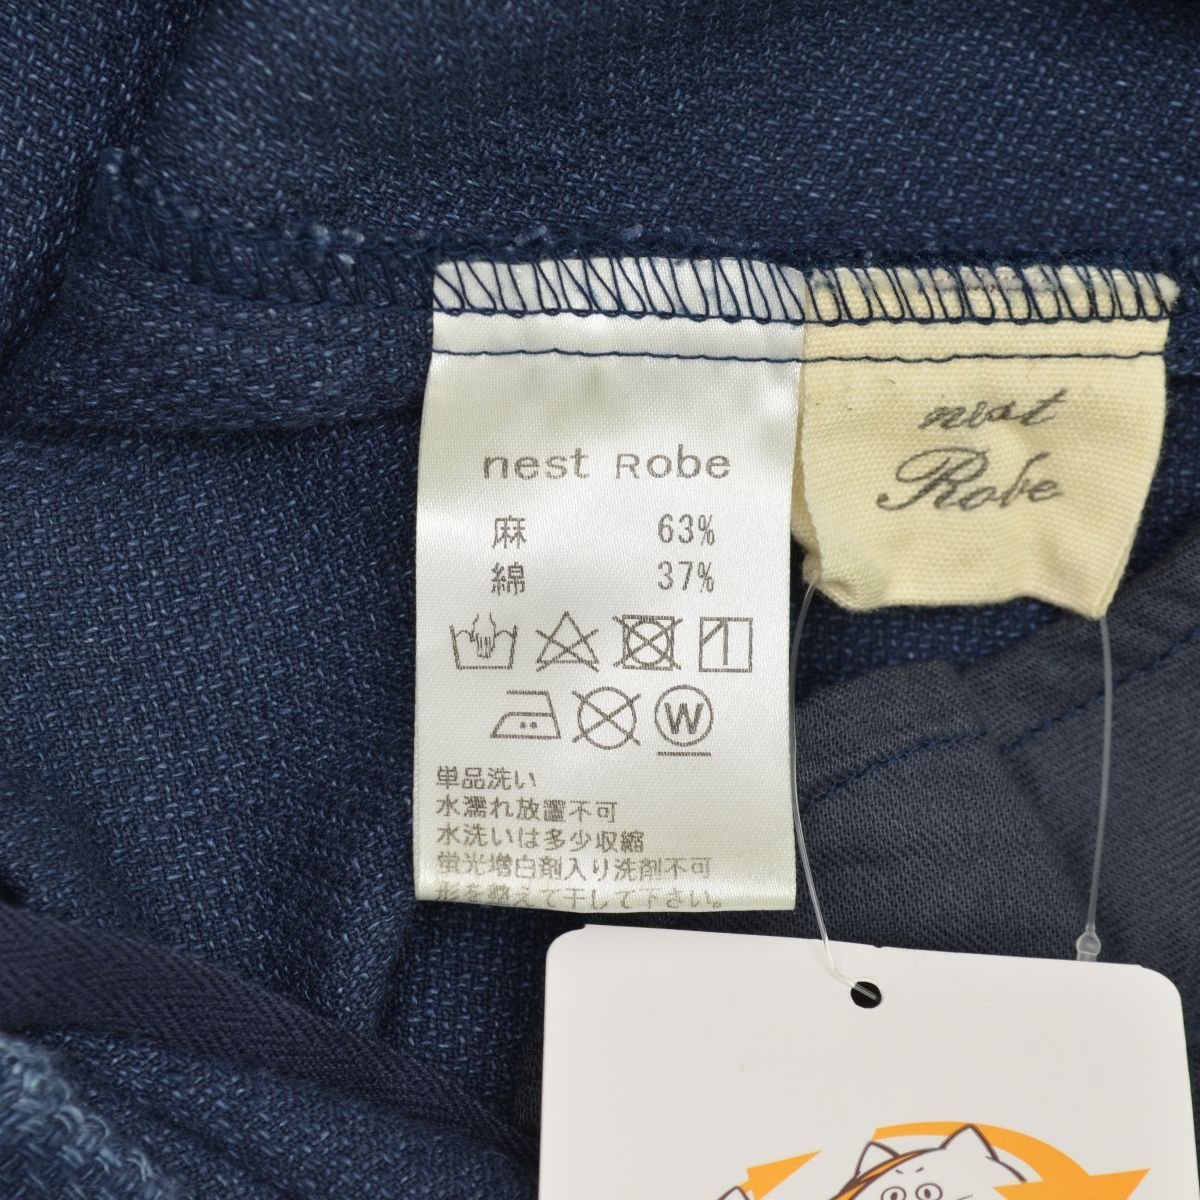 nest Robe
麻 63%
綿 37%
W
単品洗い
水濡れ放置不可
水洗いは多少収縮
蛍光増白剤入り洗剤不可
形を整えて干して下さい。
nest
Robe